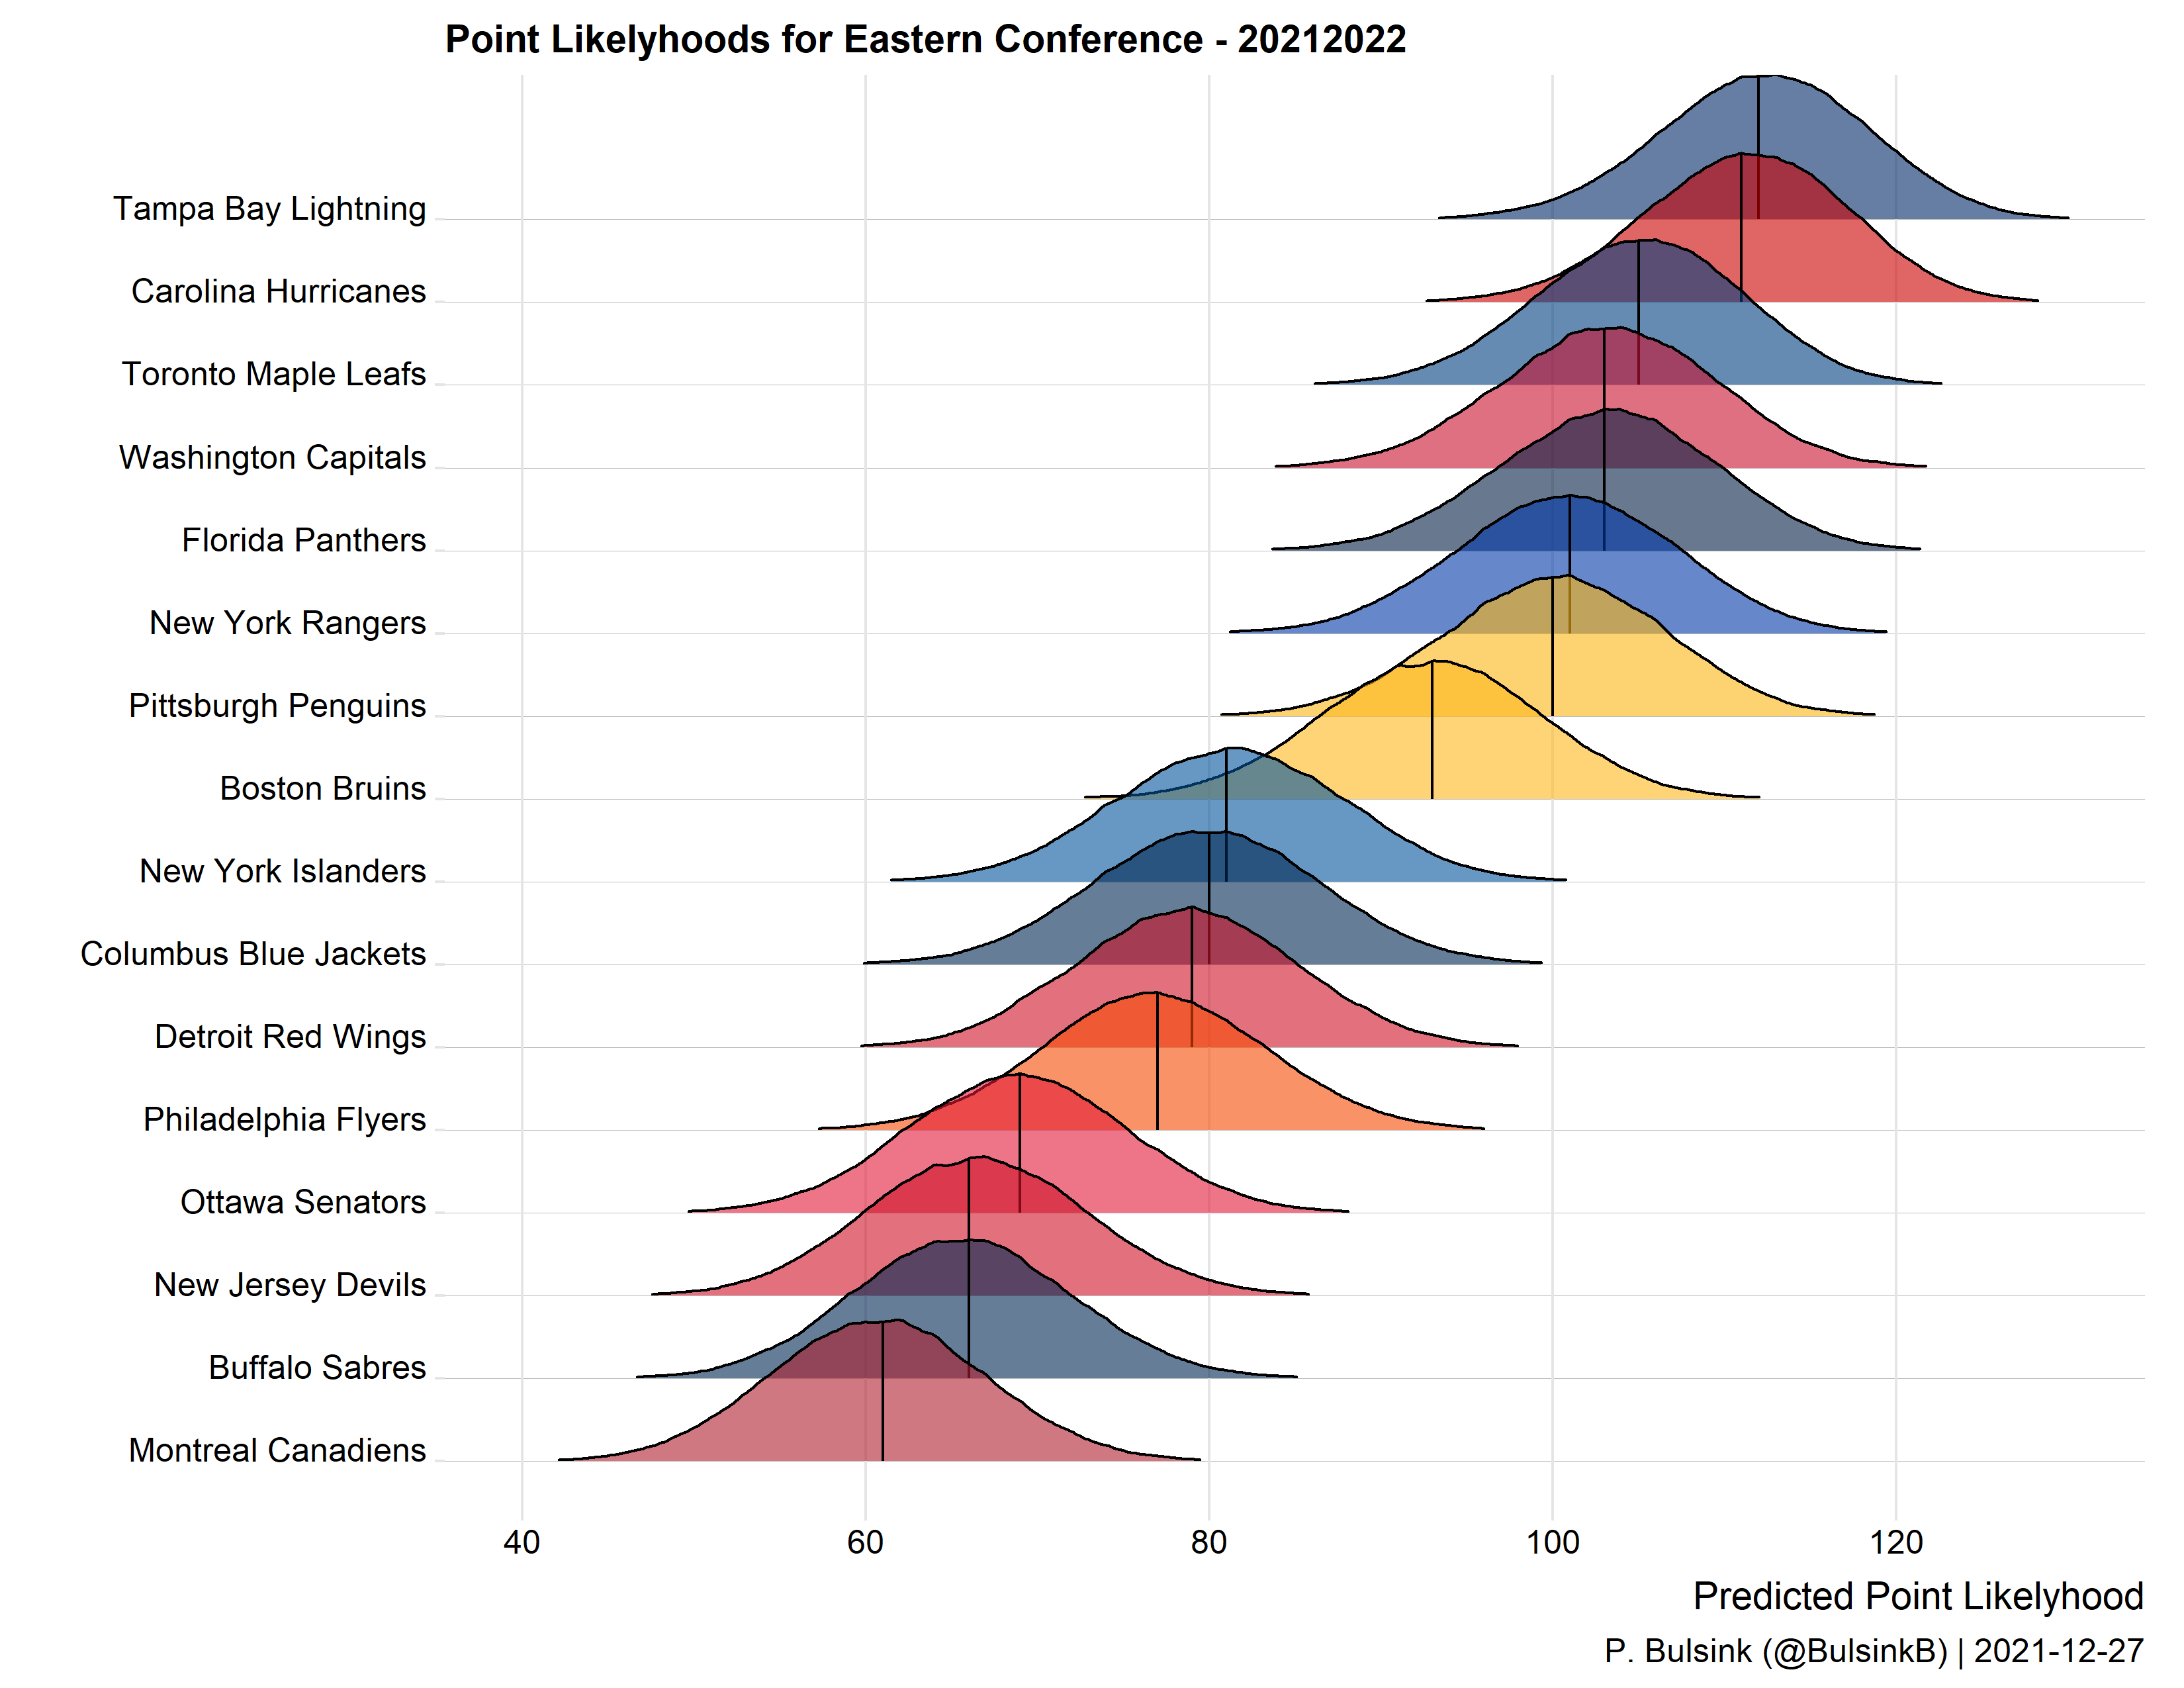 Point Likelyhoods for Eastern Conference - 20212022
Tampa Bay Lightning
Carolina Hurricanes
Toronto Maple Leafs
Washington Capitals
Florida Panthers
New York Rangers
Pittsburgh Penguins
Boston Bruins
New York Islanders
Columbus Blue Jackets
Detroit Red Wings
Philadelphia Flyers
Ottawa Senators
New Jersey Devils
Buffalo Sabres
Montreal Canadiens
40 60 80 100 120
Predicted Point Likelyhood
P. Bulsink (@BulsinkB) | 2021-12-27